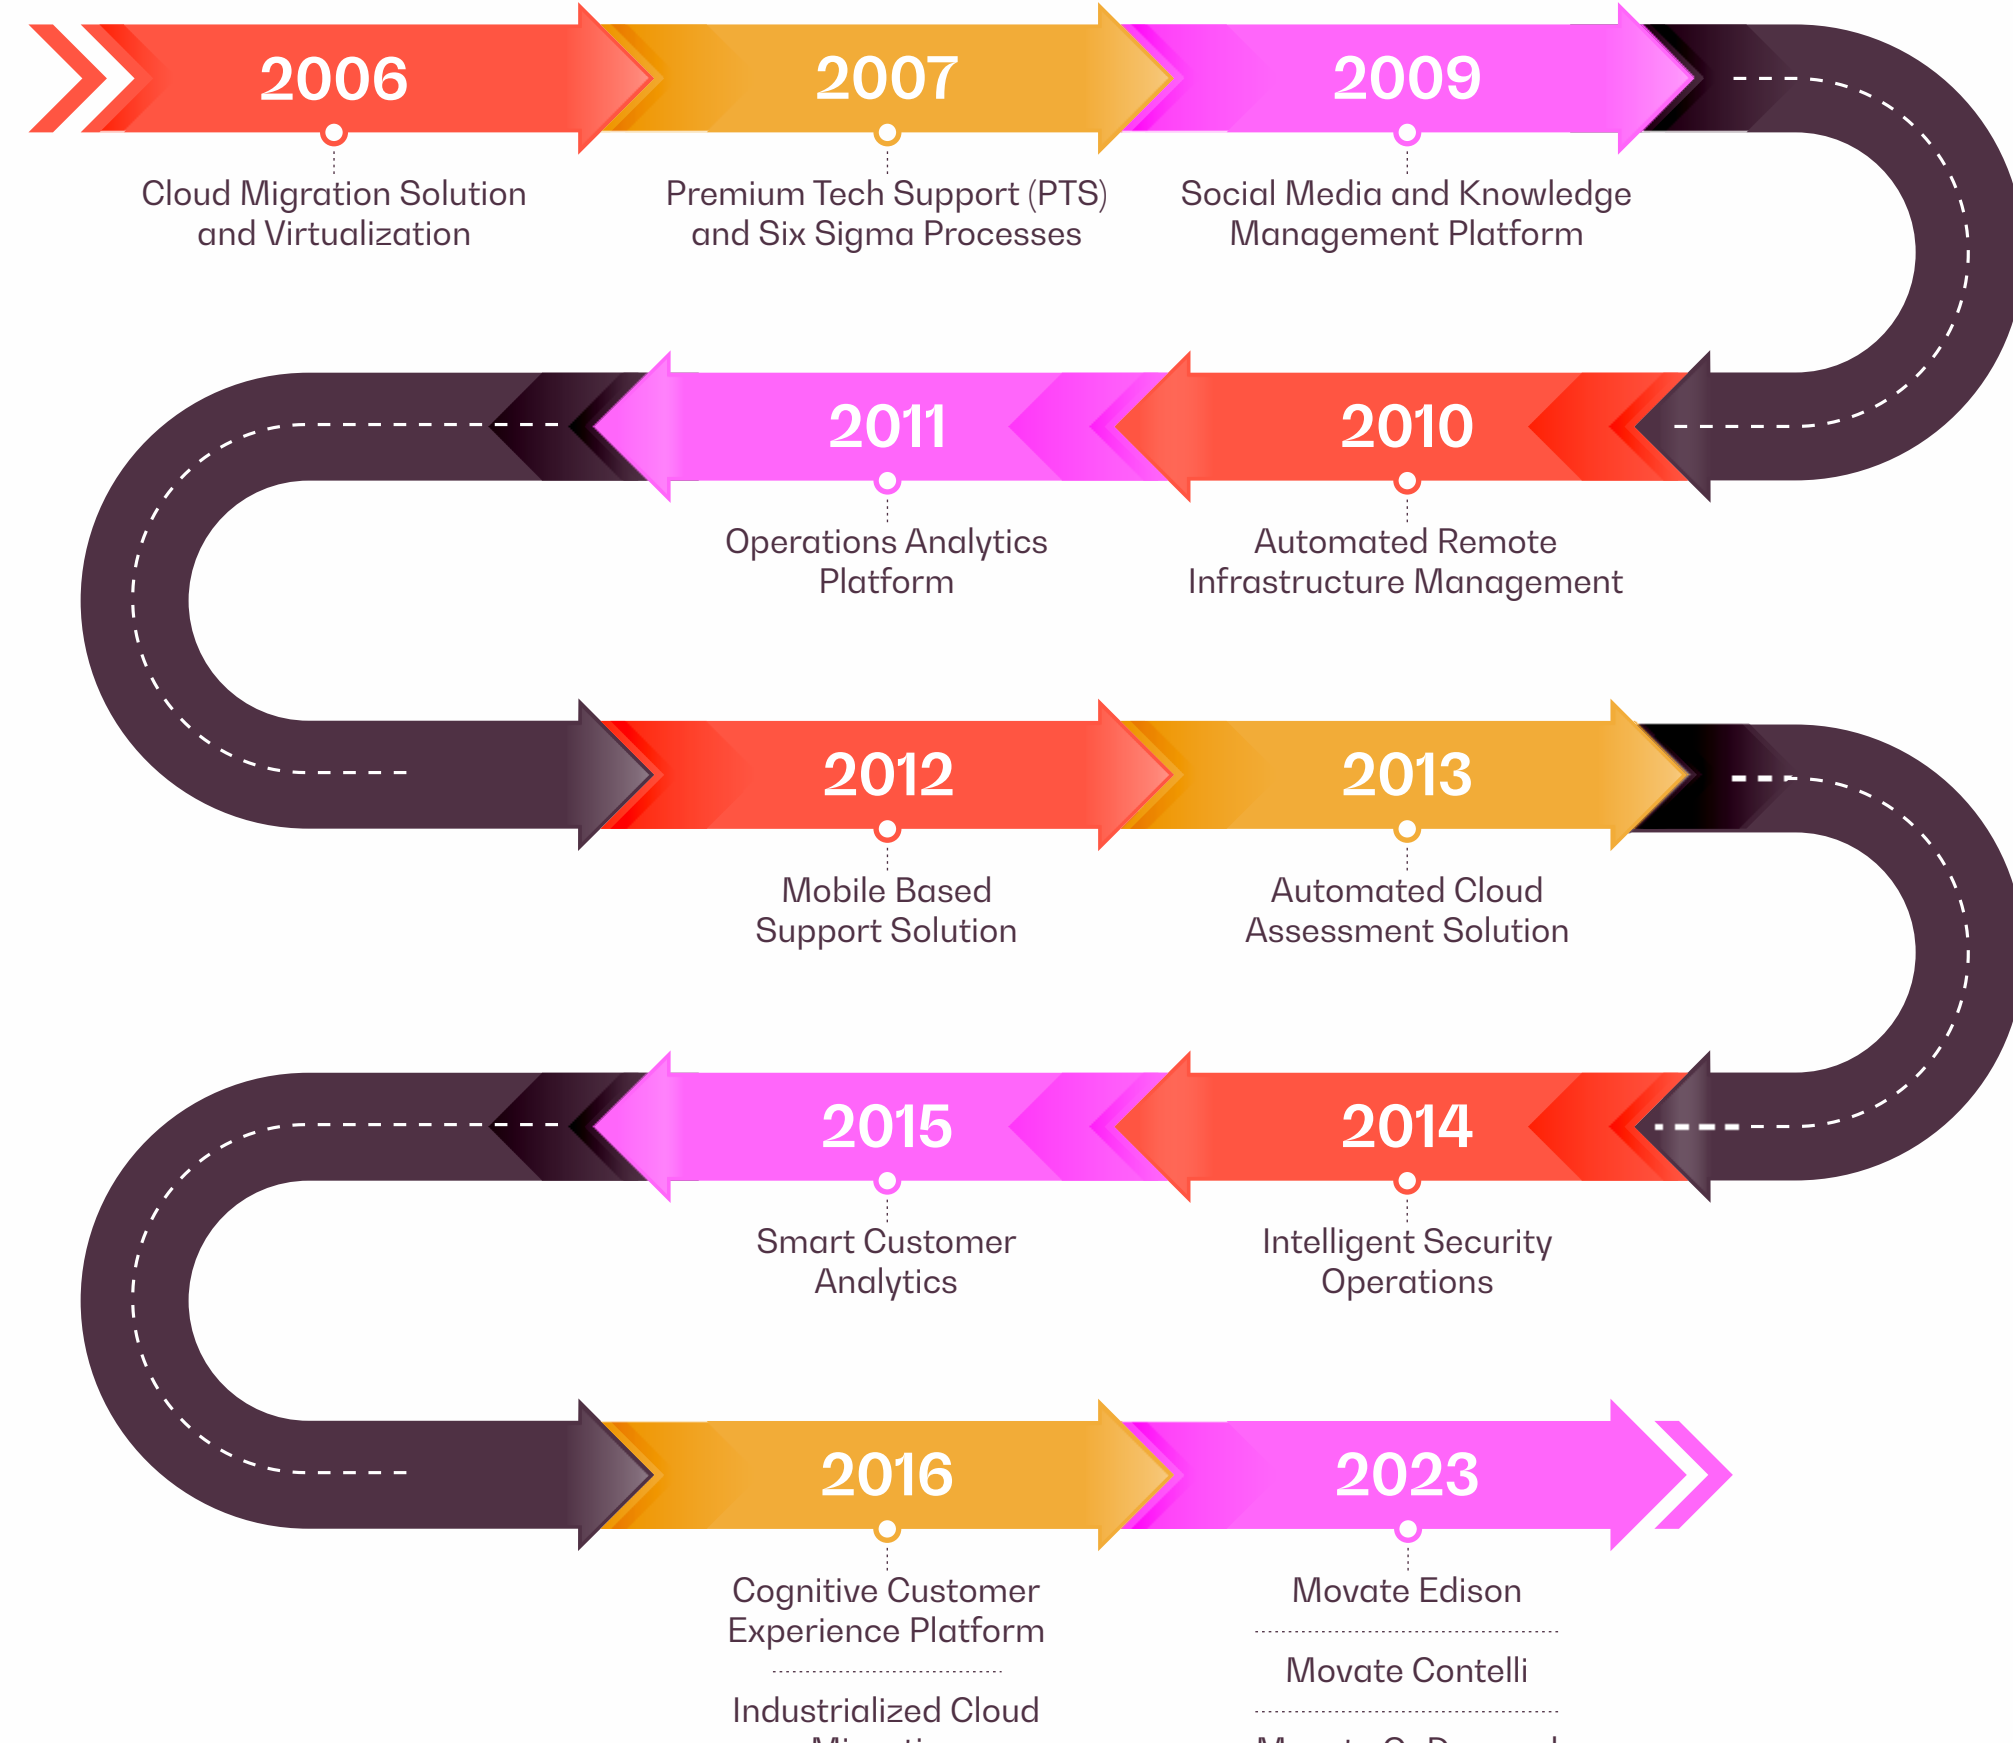 2006
Cloud Migration Solution
and Virtualization
2007
Premium Tech Support (PTS)
and Six Sigma Processes
2009
Social Media and Knowledge
Management Platform
2010
Automated Remote
Infrastructure Management
2011
Operations Analytics
Platform
2012
Mobile Based
Support Solution
2013
Automated Cloud
Assessment Solution
2014
Intelligent Security
Operations
2015
Smart Customer
Analytics
2016
Cognitive Customer
Experience Platform
Industrialized Cloud
2023
Movate Edison
Movate Contelli